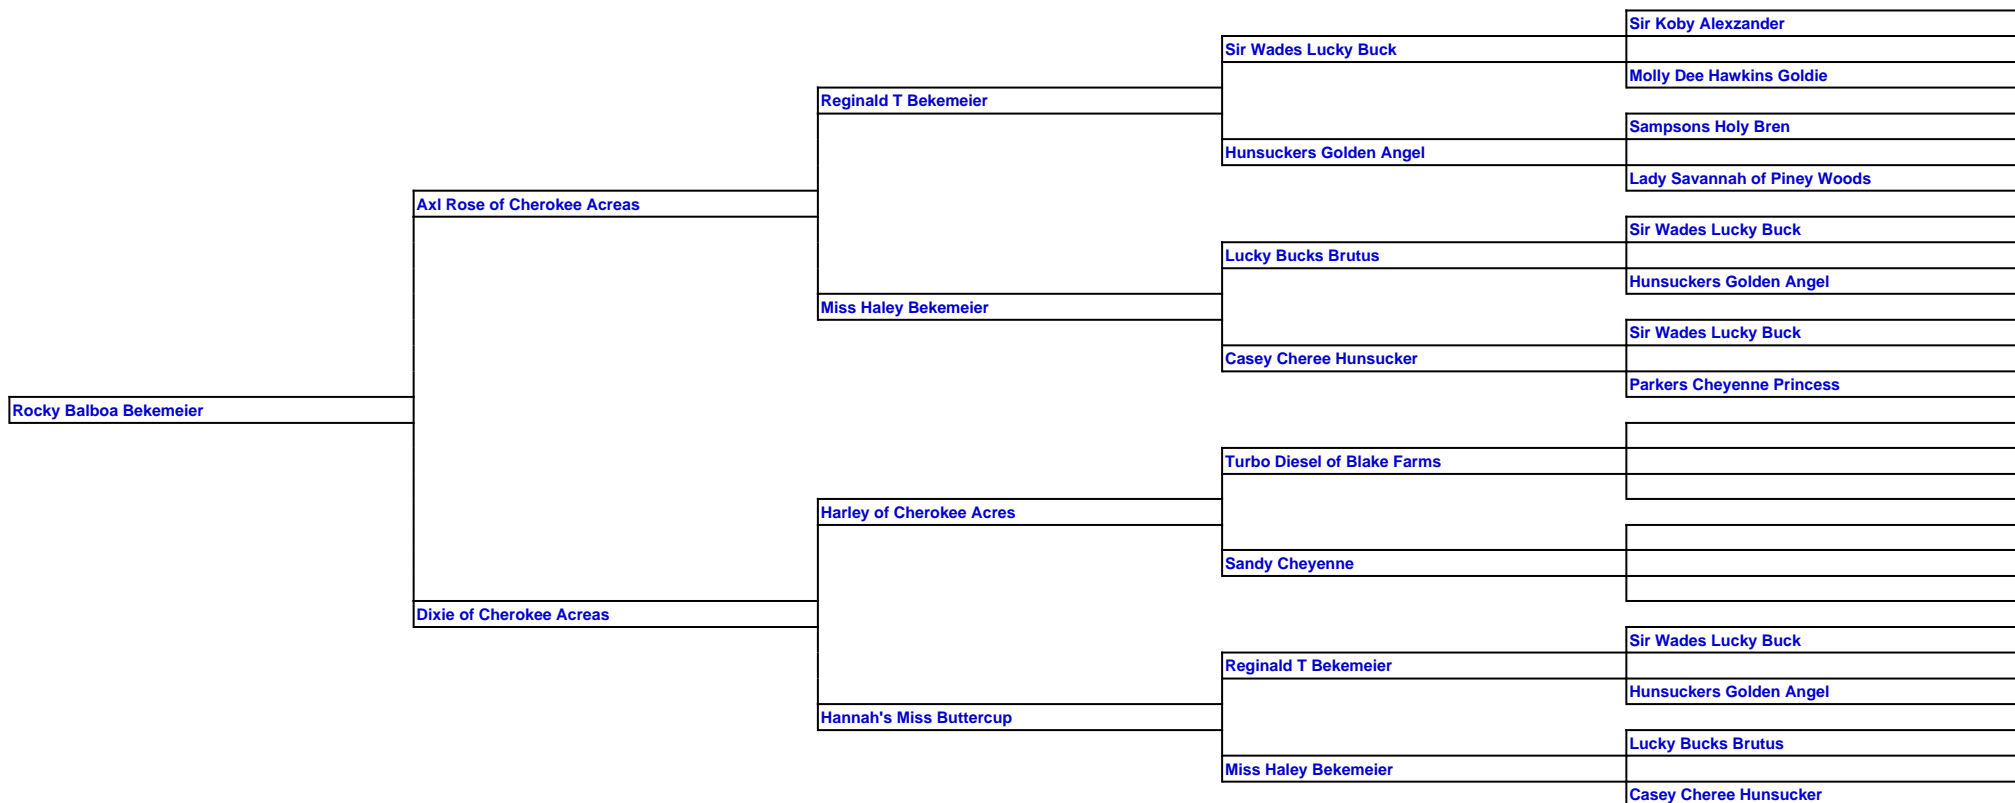 Sir Koby Alexzander
Sir Wades Lucky Buck
Molly Dee Hawkins Goldie
Reginald T Bekemeier
Sampsons Holy Bren
Hunsuckers Golden Angel
Lady Savannah of Piney Woods
Axl Rose of Cherokee Acreas
Sir Wades Lucky Buck
Lucky Bucks Brutus
Hunsuckers Golden Angel
Miss Haley Bekemeier
Sir Wades Lucky Buck
Casey Cheree Hunsucker
Parkers Cheyenne Princess
Rocky Balboa Bekemeier
Turbo Diesel of Blake Farms
Harley of Cherokee Acres
Sandy Cheyenne
Dixie of Cherokee Acreas
Sir Wades Lucky Buck
Reginald T Bekemeier
Hunsuckers Golden Angel
Hannah's Miss Buttercup
Lucky Bucks Brutus
Miss Haley Bekemeier
Casey Cheree Hunsucker